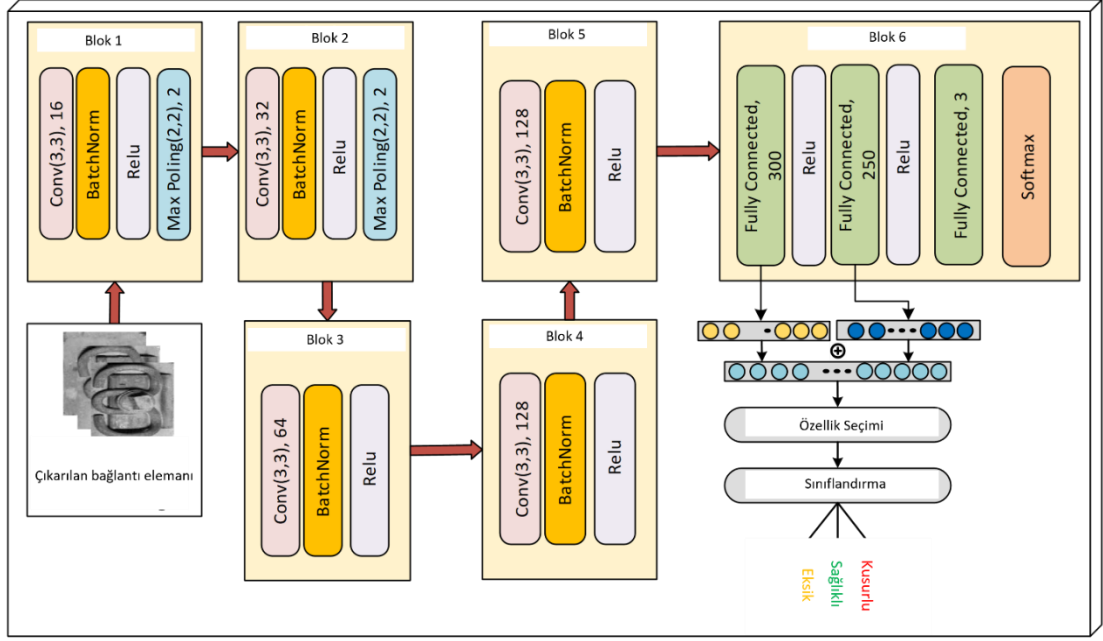 Blok 1
Conv(3,3), 16
BatchNorm
Relu
Max Poling(2,2), 2
Blok 2
Conv(3,3), 32
BatchNorm
Relu
Max Poling(2,2), 2
Çıkarılan bağlantı elemanı
Blok 3
Conv(3,3), 64
BatchNorm
Relu
Blok 4
Conv(3,3), 128
BatchNorm
Relu
Blok 5
Conv(3,3), 128
BatchNorm
Relu
Blok 6
Fully Connected,
300
Relu
Fully Connected,
250
Relu
Fully Connected, 3
Softmax
Özellik Seçimi
Sınıflandırma
Eksik
Sağlıklı
Kusurlu